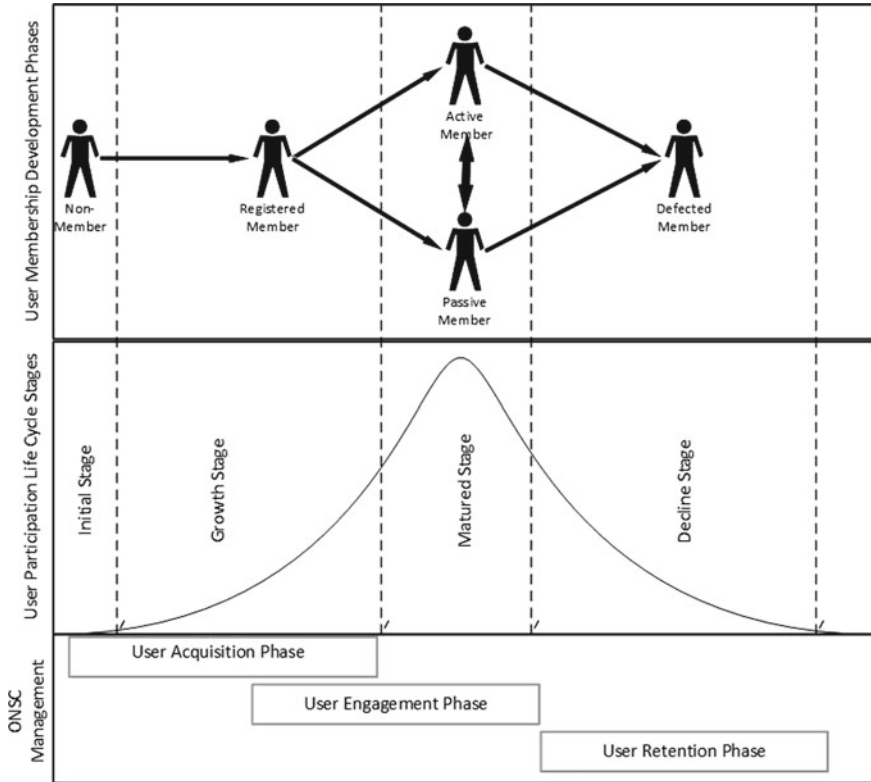 User Membership Development Phases
Non-
Member
Registered
Member
Active
Member
Passive
Member
Defected
Member
User Participation Life Cycle Stages
Initial Stage
Growth Stage
Matured Stage
Decline Stage
ONSC
Management
User Acquisition Phase
User Engagement Phase
User Retention Phase